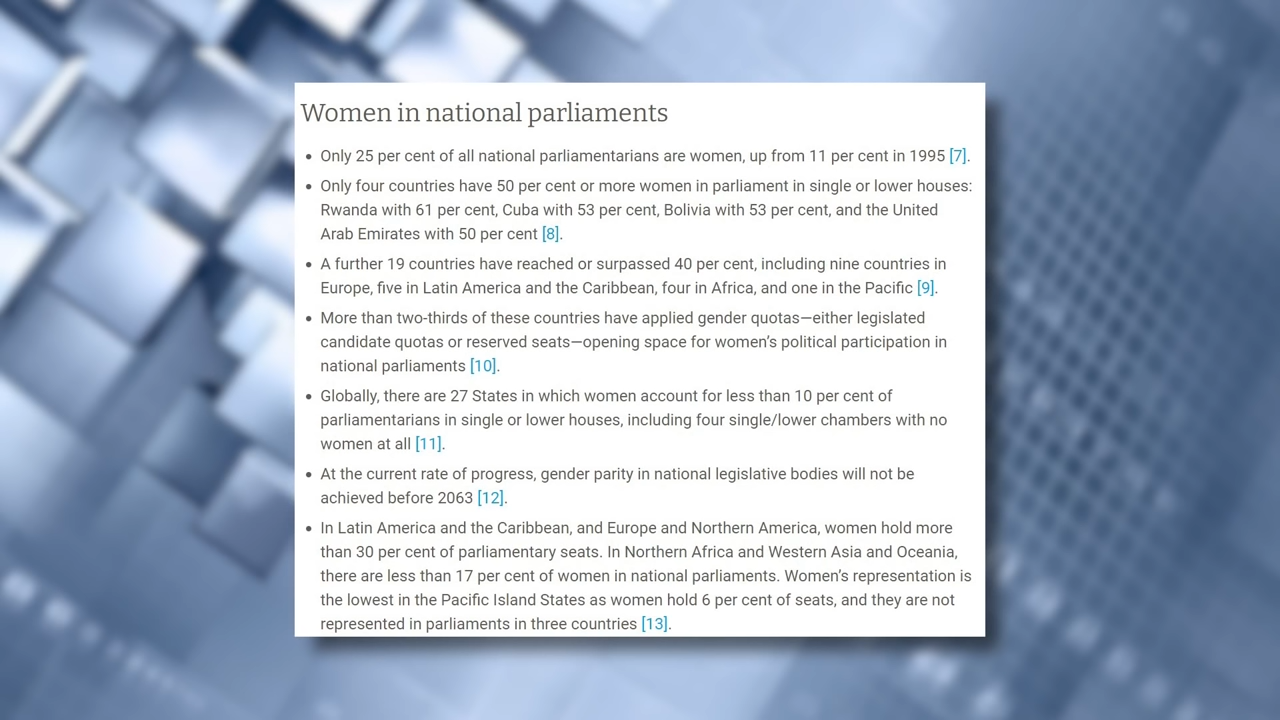 Women in national parliaments
• Only 25 per cent of all national parliamentarians are women, up from 11 per cent in 1995 [7].
• Only four countries have 50 per cent or more women in parliament in single or lower houses:
Rwanda with 61 per cent, Cuba with 53 per cent, Bolivia with 53 per cent, and the United
Arab Emirates with 50 per cent [8].
• A further 19 countries have reached or surpassed 40 per cent, including nine countries in
Europe, five in Latin America and the Caribbean, four in Africa, and one in the Pacific [9].
• More than two-thirds of these countries have applied gender quotas—either legislated
candidate quotas or reserved seats—opening space for women’s political participation in
national parliaments [10].
• Globally, there are 27 States in which women account for less than 10 per cent of
parliamentarians in single or lower houses, including four single/lower chambers with no
women at all [11].
• At the current rate of progress, gender parity in national legislative bodies will not be
achieved before 2063 [12].
• In Latin America and the Caribbean, and Europe and Northern America, women hold more
than 30 per cent of parliamentary seats. In Northern Africa and Western Asia and Oceania,
there are less than 17 per cent of women in national parliaments. Women’s representation is
the lowest in the Pacific Island States as women hold 6 per cent of seats, and they are not
represented in parliaments in three countries [13].